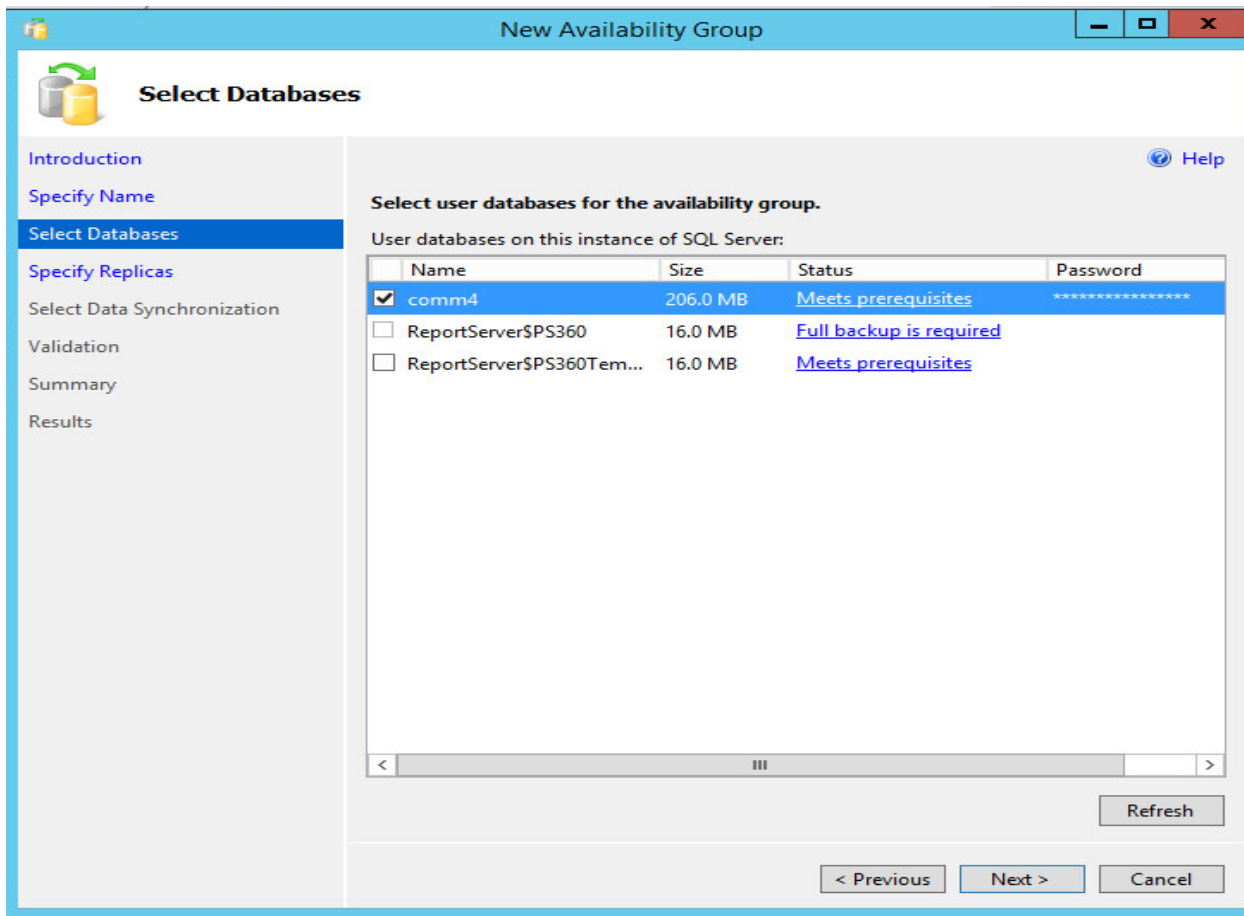 New Availability Group
Select Databases
Introduction
Specify Name
Select Databases
Specify Replicas
Select Data Synchronization
Validation
Summary
Results
Help
Select user databases for the availability group.
User databases on this instance of SQL Server:
Name Size Status Password
comm4 206.0 MB Meets prerequisites ****************
ReportServer$PS360 16.0 MB Full backup is required
ReportServer$PS360Tem... 16.0 MB Meets prerequisites
Refresh
< Previous Next > Cancel